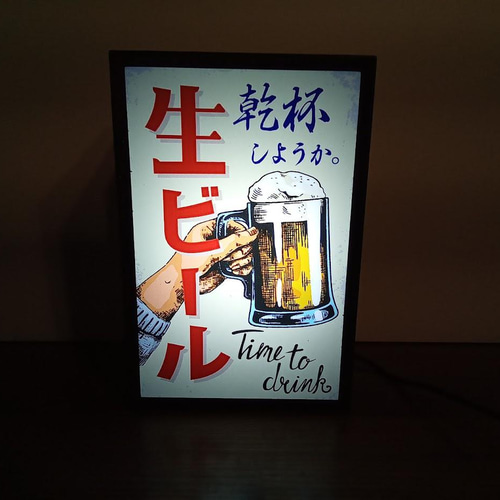 生ビール
乾杯
しようか。
Time to
drink